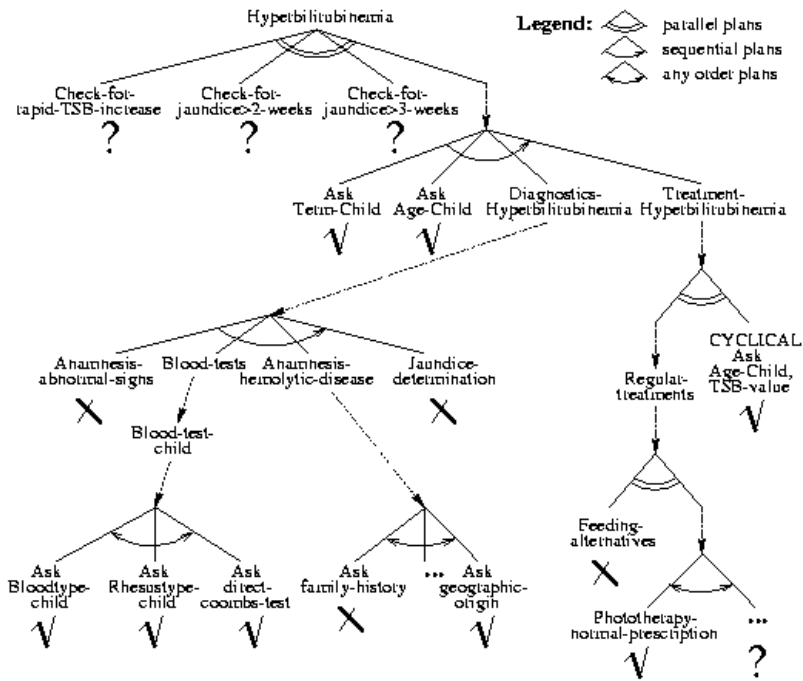 Hyperbilirubinemia
Legend:
parallel plans
sequential plans
any order plans
Check-for-
rapid-TSB-increase
?
Check-for-
jaundice>2-weeks
?
Check-for-
jaundice>3-weeks
?
Ask
Term-Child
Ask
Age-Child
Diagnostics-
Hyperbilirubinemia
Treatment-
Hyperbilirubinemia
Anamnesis-
abnormal-signs
Blood-tests
Anamnesis-
hemolytic-disease
Jaundice-
determination
Regular-
treatments
CYCLICAL
Ask
Age-Child,
TSB-value
Blood-test-
child
Feeding-
alternatives
Ask
Bloodtype-
child
Ask
Rhesustype-
child
Ask
direct-
coombs-test
Ask
family-history
...
Ask
geographic-
origin
Phototherapy-
normal-prescription
...
?